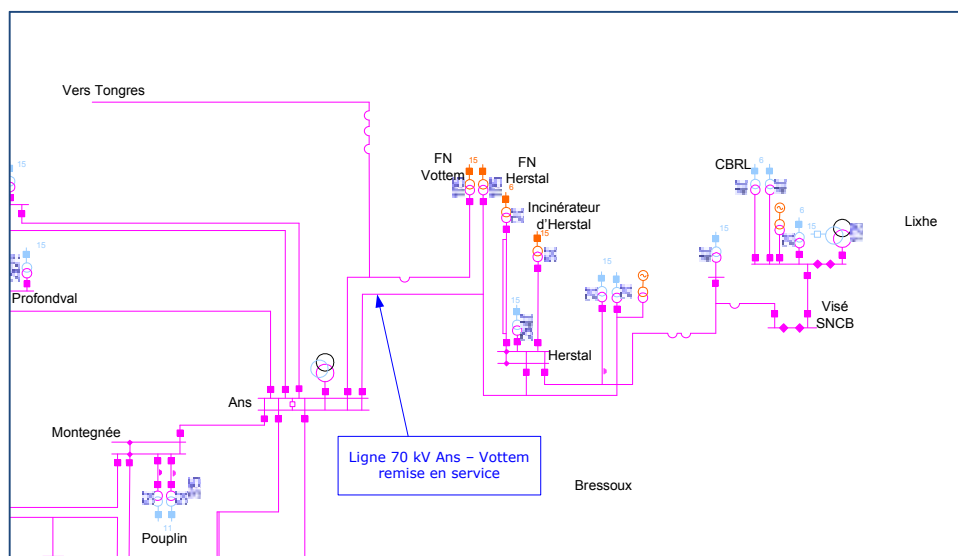 Vers Tongres
15
15
FN
Vottem
15
FN
Herstal
6
Incinérateur
d'Herstal
15
CBRL
6
6
15
Lixhe
15
15
15
Profondval
15
Visé
SNCB
Herstal
Ans
Montegnée
Ligne 70 kV Ans – Vottem
remise en service
Bressoux
11
Pouplin